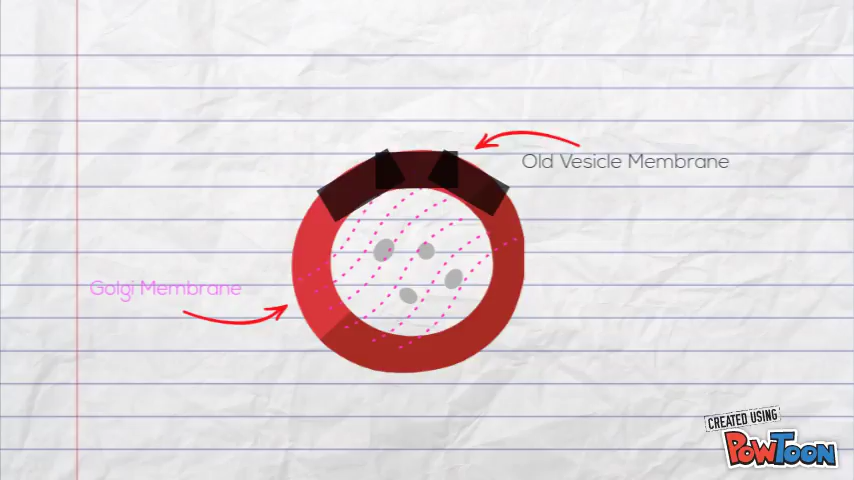 Old Vesicle Membrane
Golgi Membrane
CREATED USING
POWTOON